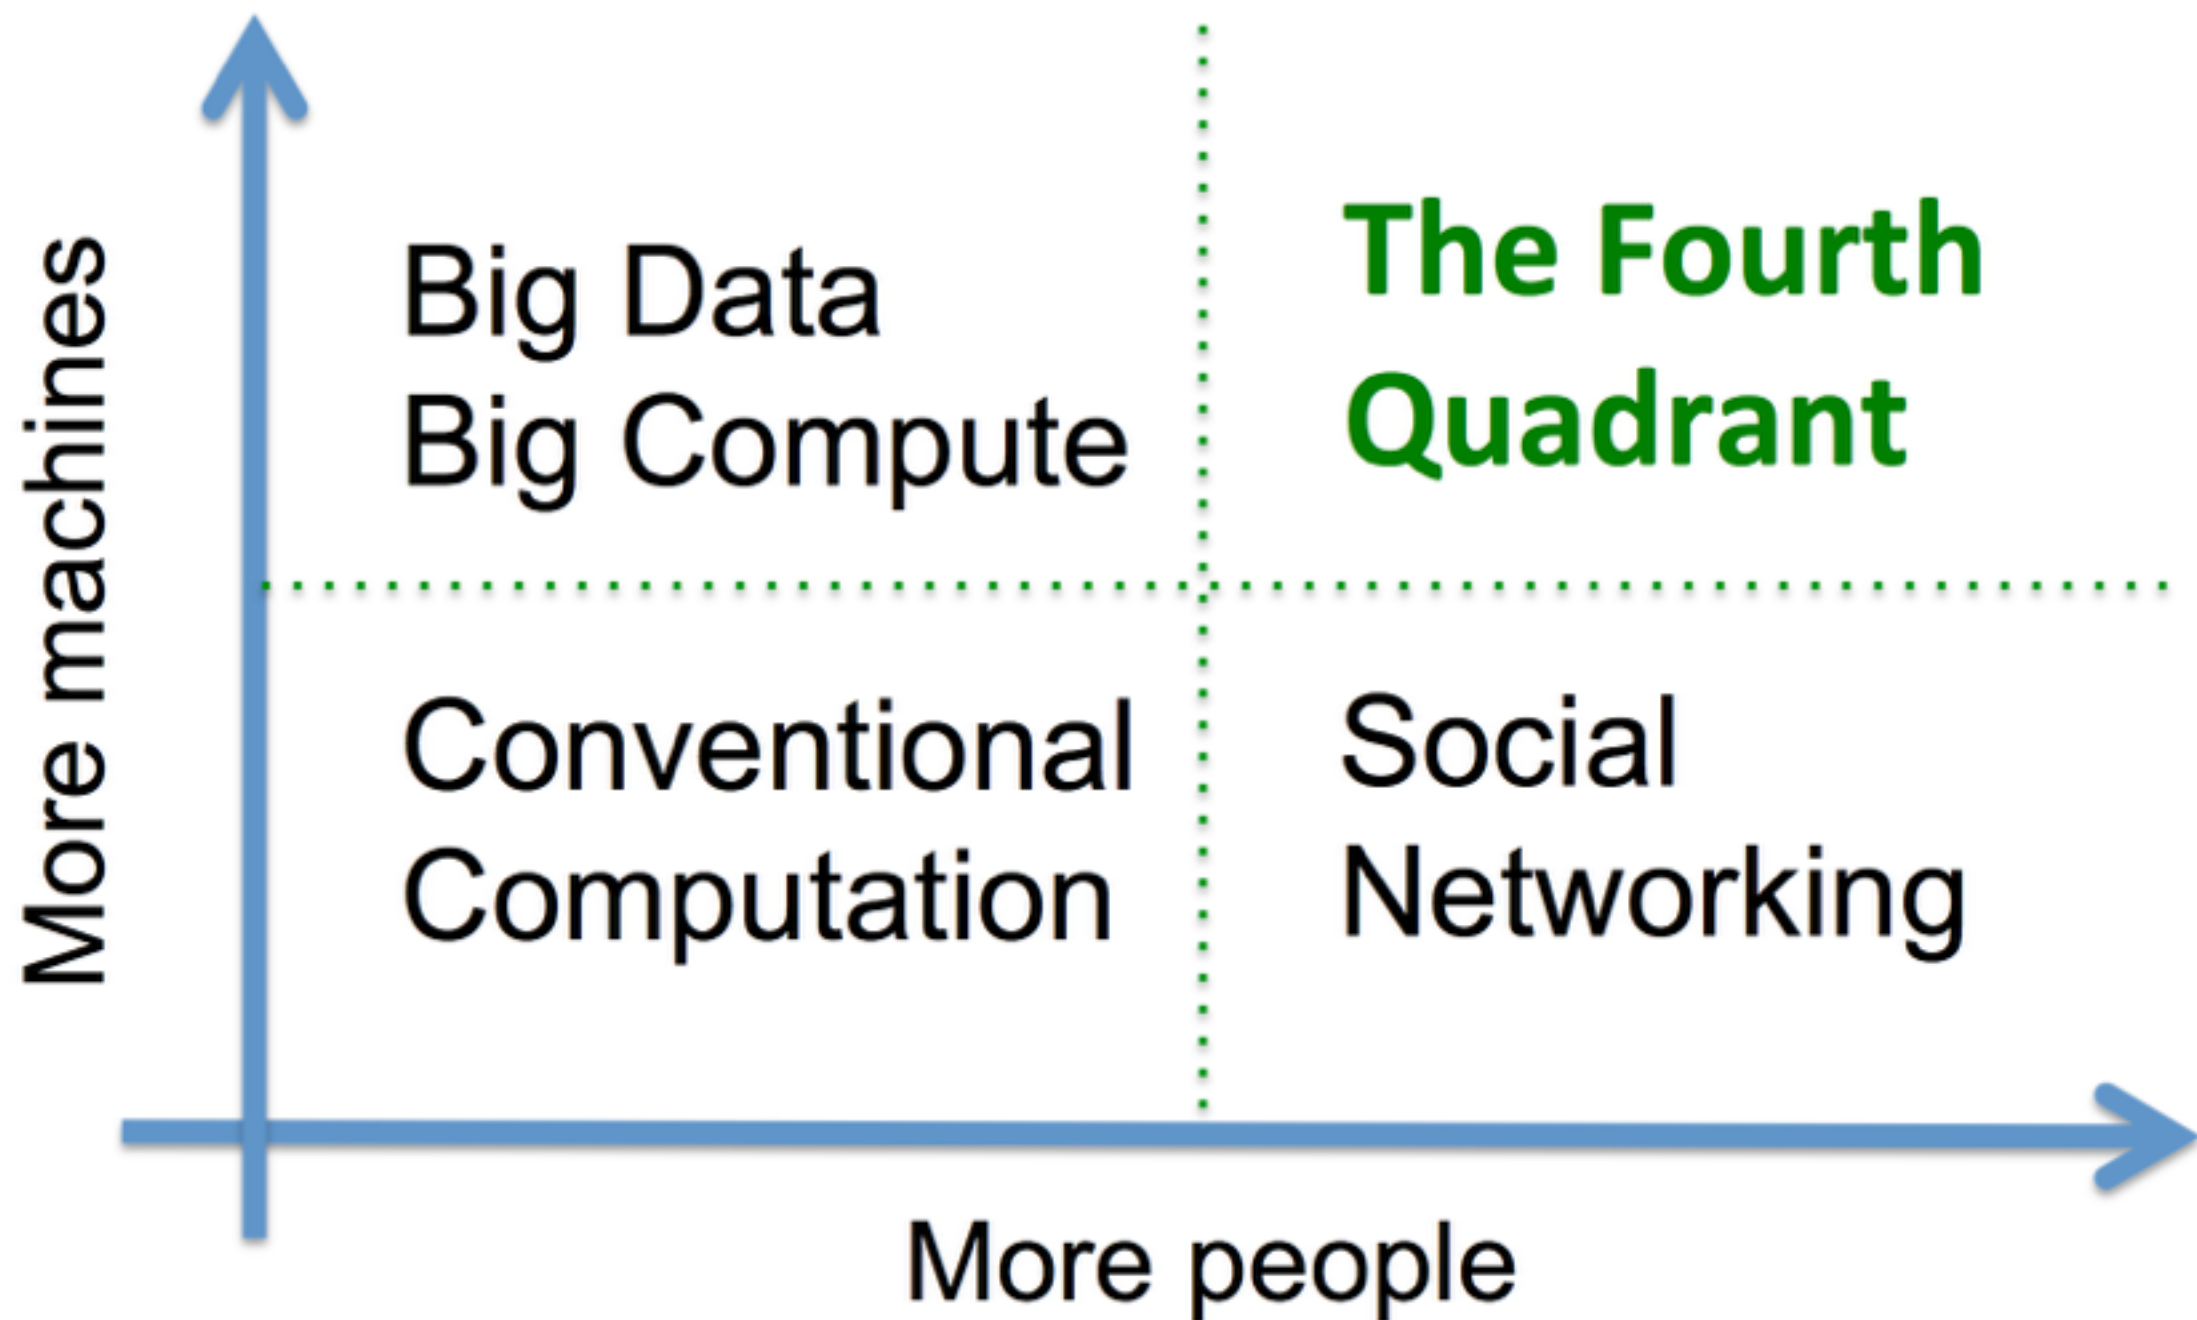 More machines
Big Data
Big Compute
The Fourth
Quadrant
Conventional
Computation
Social
Networking
More people